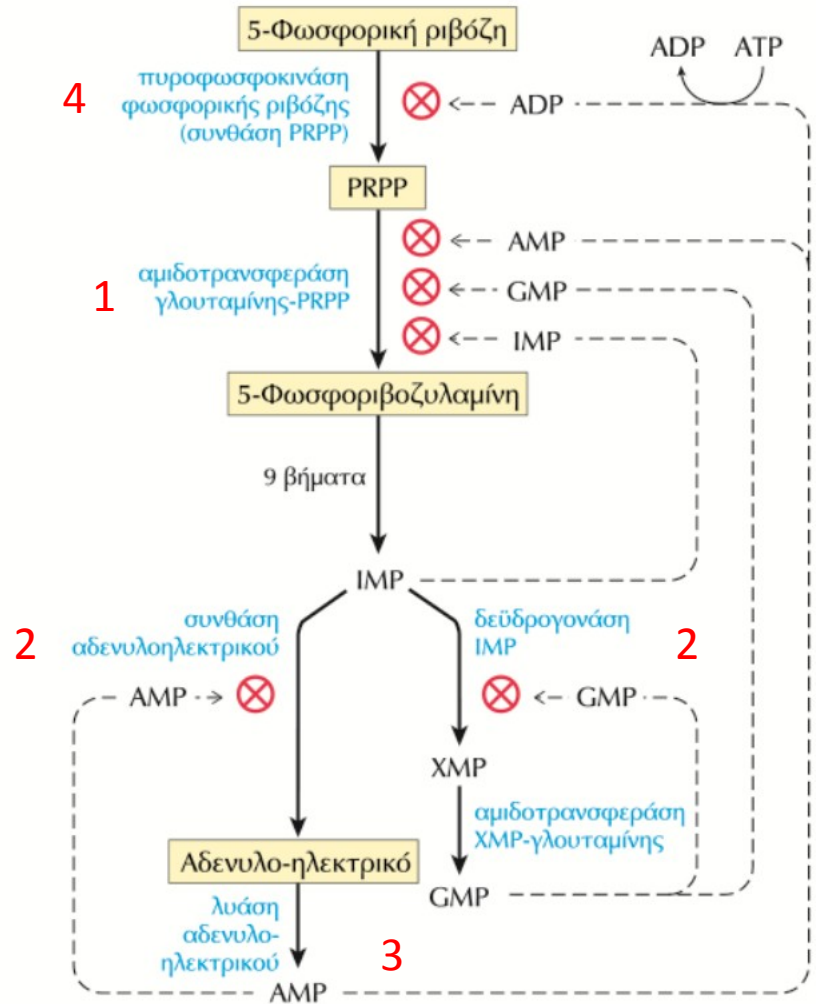 5-Φωσφορική ριβόζη
ADP ATP
4
πυροφωσφοκινάση
φωσφορικής ριβόζης
(συνθάση PRPP)
ADP
PRPP
AMP
1
αμιδοτρανσφεράση
γλουταμίνης-PRPP
GMP
IMP
5-Φωσφοριβοζυλαμίνη
9 βήματα
IMP
2
συνθάση
αδενυλοηλεκτρικού
δεϋδρογονάση
IMP
2
AMP
GMP
XMP
αμιδοτρανσφεράση
XMP-γλουταμίνης
Αδενυλο-ηλεκτρικό
GMP
λυάση
αδενυλο-
ηλεκτρικού
3
AMP